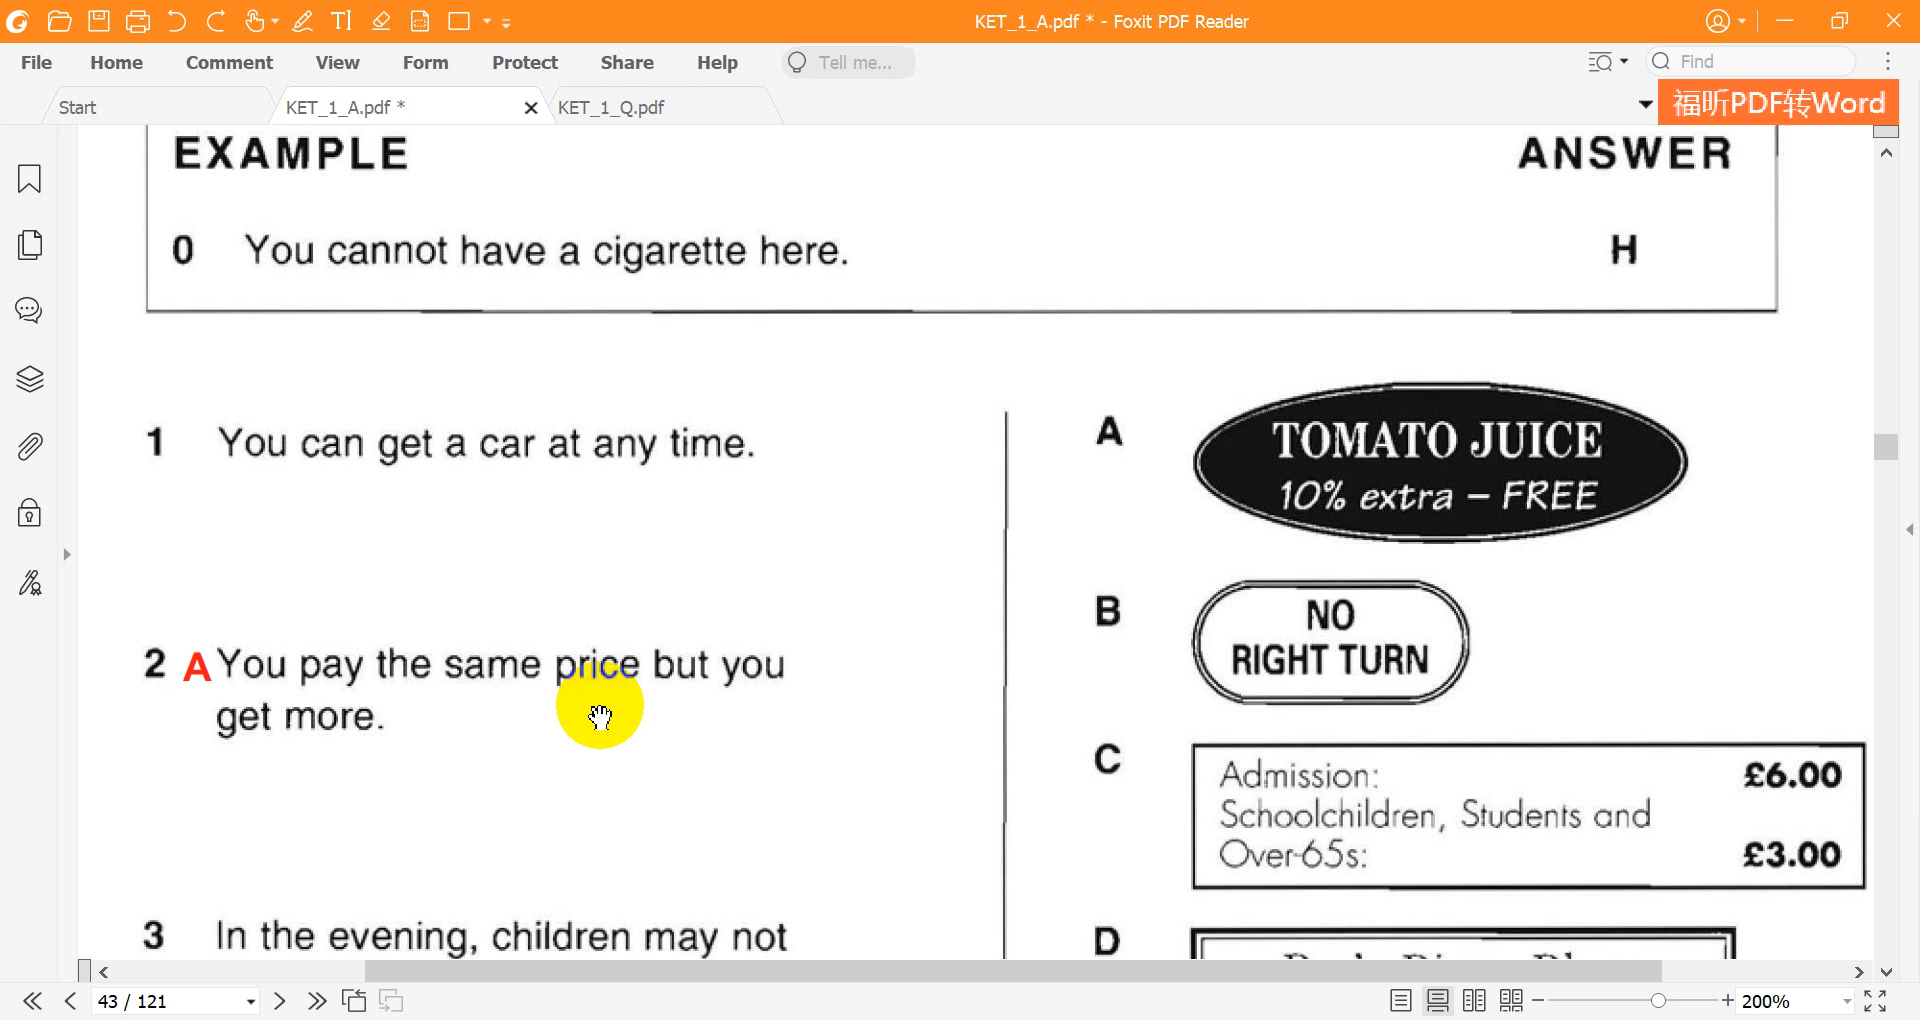 KET_1_A.pdf * - Foxit PDF Reader
File Home Comment View Form Protect Share Help Tell me... Find
Start KET_1_A.pdf * KET_1_Q.pdf 福昕PDF转Word
EXAMPLE ANSWER
0 You cannot have a cigarette here. H
1 You can get a car at any time.
A TOMATO JUICE
10% extra – FREE
B NO
RIGHT TURN
2 A You pay the same price but you
get more.
C Admission: £6.00
Schoolchildren, Students and
Over-65s: £3.00
3 In the evening, children may not
D
43 / 121 200%